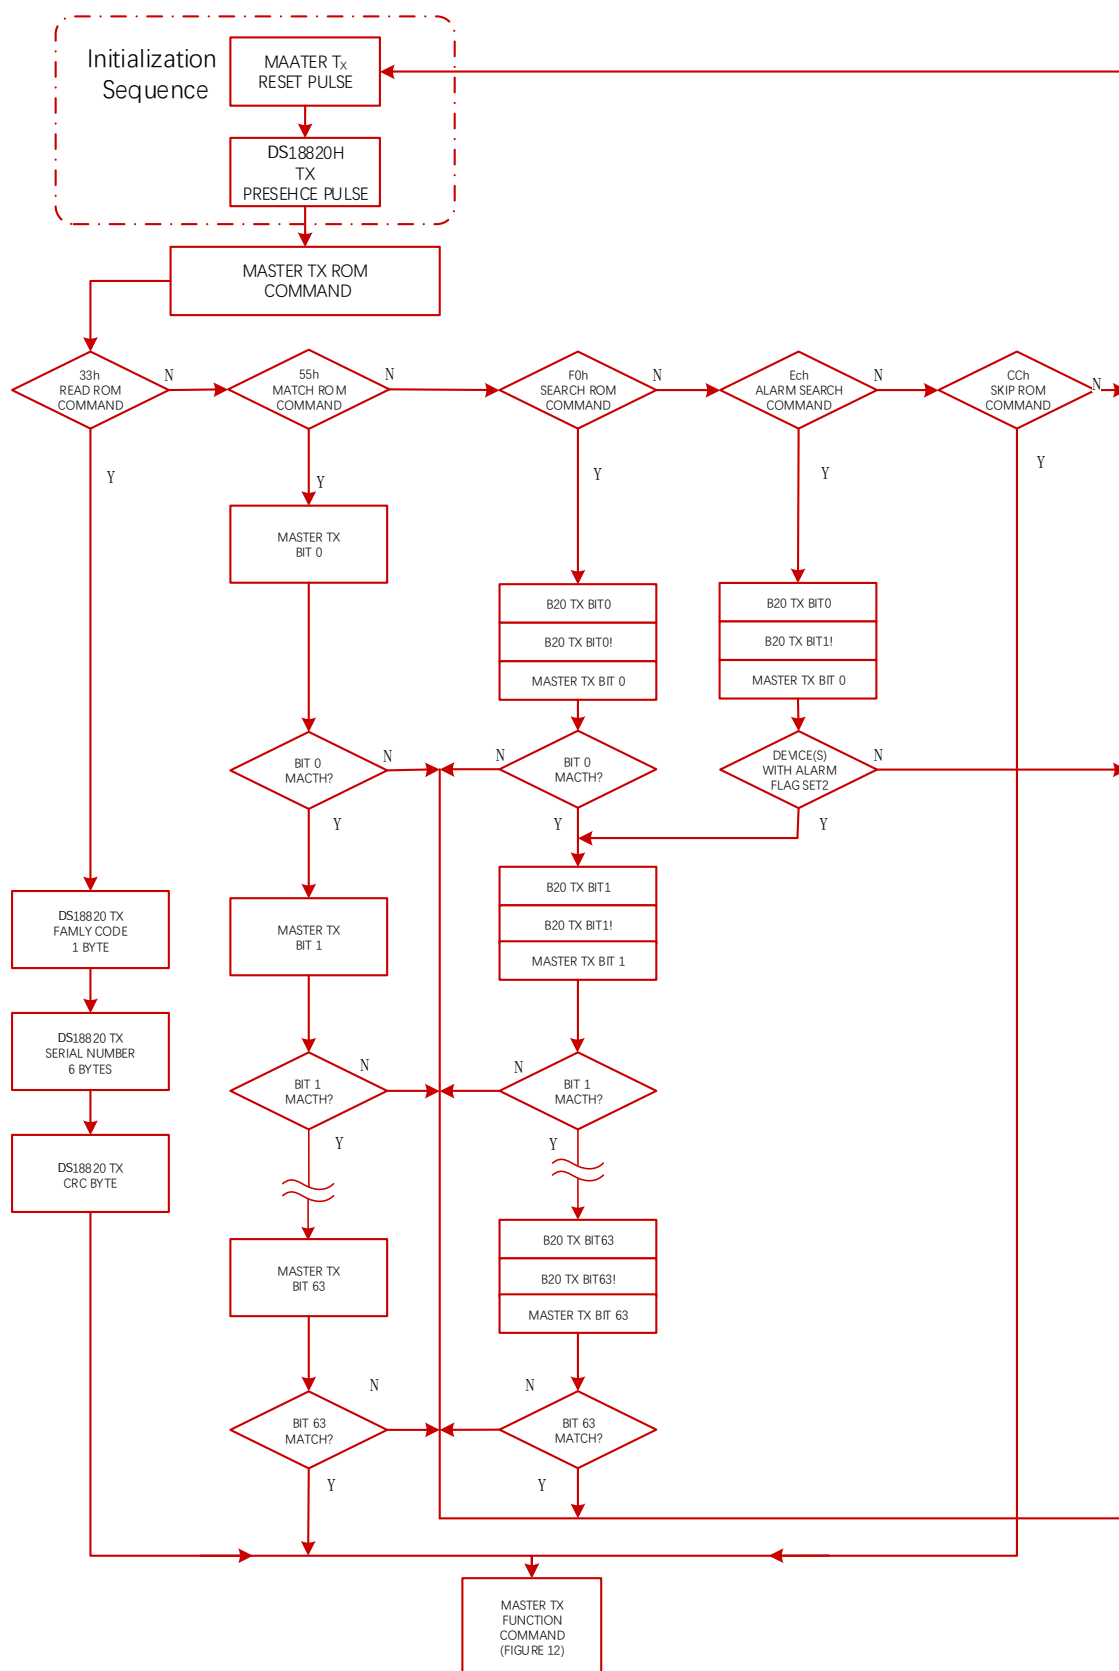 Initialization
Sequence
MAATER Tx
RESET PULSE
DS18820H
TX
PRESEHCE PULSE
MASTER TX ROM
COMMAND
33h
READ ROM
COMMAND
N
55h
MATCH ROM
COMMAND
N
F0h
SEARCH ROM
COMMAND
N
Ech
ALARM SEARCH
COMMAND
N
CCh
SKIP ROM
COMMAND
N
Y
Y
Y
Y
Y
MASTER TX
BIT 0
B20 TX BIT0
B20 TX BIT0!
MASTER TX BIT 0
B20 TX BIT0
B20 TX BIT1!
MASTER TX BIT 0
BIT 0
MACTH?
N
N
BIT 0
MACTH?
DEVICE(S)
WITH ALARM
FLAG SET2
N
Y
Y
Y
DS18820 TX
FAMLY CODE
1 BYTE
MASTER TX
BIT 1
B20 TX BIT1
B20 TX BIT1!
MASTER TX BIT 1
DS18820 TX
SERIAL NUMBER
6 BYTES
BIT 1
MACTH?
N
N
BIT 1
MACTH?
Y
Y
DS18820 TX
CRC BYTE
MASTER TX
BIT 63
B20 TX BIT63
B20 TX BIT63!
MASTER TX BIT 63
BIT 63
MATCH?
N
N
BIT 63
MATCH?
Y
Y
MASTER TX
FUNCTION
COMMAND
(FIGURE 12)